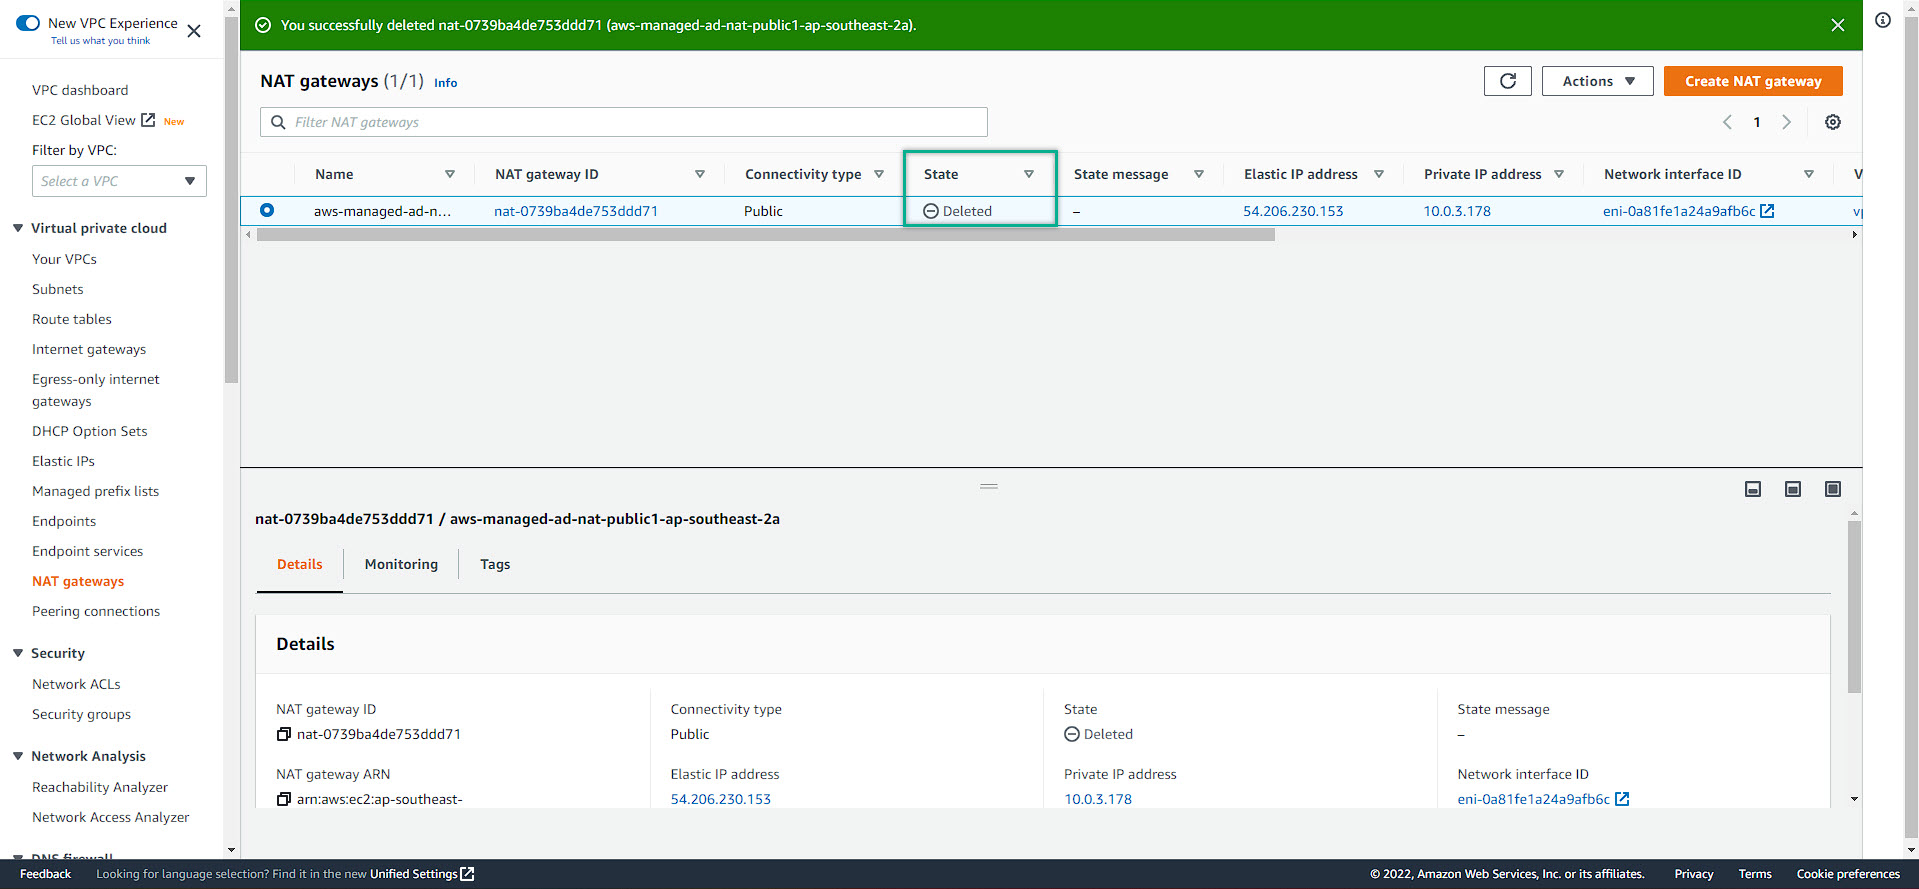 New VPC Experience
Tell us what you think
VPC dashboard
EC2 Global View New
Filter by VPC:
Select a VPC
Virtual private cloud
Your VPCs
Subnets
Route tables
Internet gateways
Egress-only internet
gateways
DHCP Option Sets
Elastic IPs
Managed prefix lists
Endpoints
Endpoint services
NAT gateways
Peering connections
Security
Network ACLs
Security groups
Network Analysis
Reachability Analyzer
Network Access Analyzer
DNS firewall
You successfully deleted nat-0739ba4de753ddd71 (aws-managed-ad-nat-public1-ap-southeast-2a).
NAT gateways (1/1) Info
Actions
Create NAT gateway
Filter NAT gateways
1
Name NAT gateway ID Connectivity type State State message Elastic IP address Private IP address Network interface ID V
aws-managed-ad-n... nat-0739ba4de753ddd71 Public Deleted – 54.206.230.153 10.0.3.178 eni-0a81fe1a24a9afb6c vp
nat-0739ba4de753ddd71 / aws-managed-ad-nat-public1-ap-southeast-2a
Details Monitoring Tags
Details
NAT gateway ID Connectivity type State State message
nat-0739ba4de753ddd71 Public Deleted –
NAT gateway ARN Elastic IP address Private IP address Network interface ID
arn:aws:ec2:ap-southeast- 54.206.230.153 10.0.3.178 eni-0a81fe1a24a9afb6c
Feedback Looking for language selection? Find it in the new Unified Settings © 2022, Amazon Web Services, Inc. or its affiliates. Privacy Terms Cookie preferences